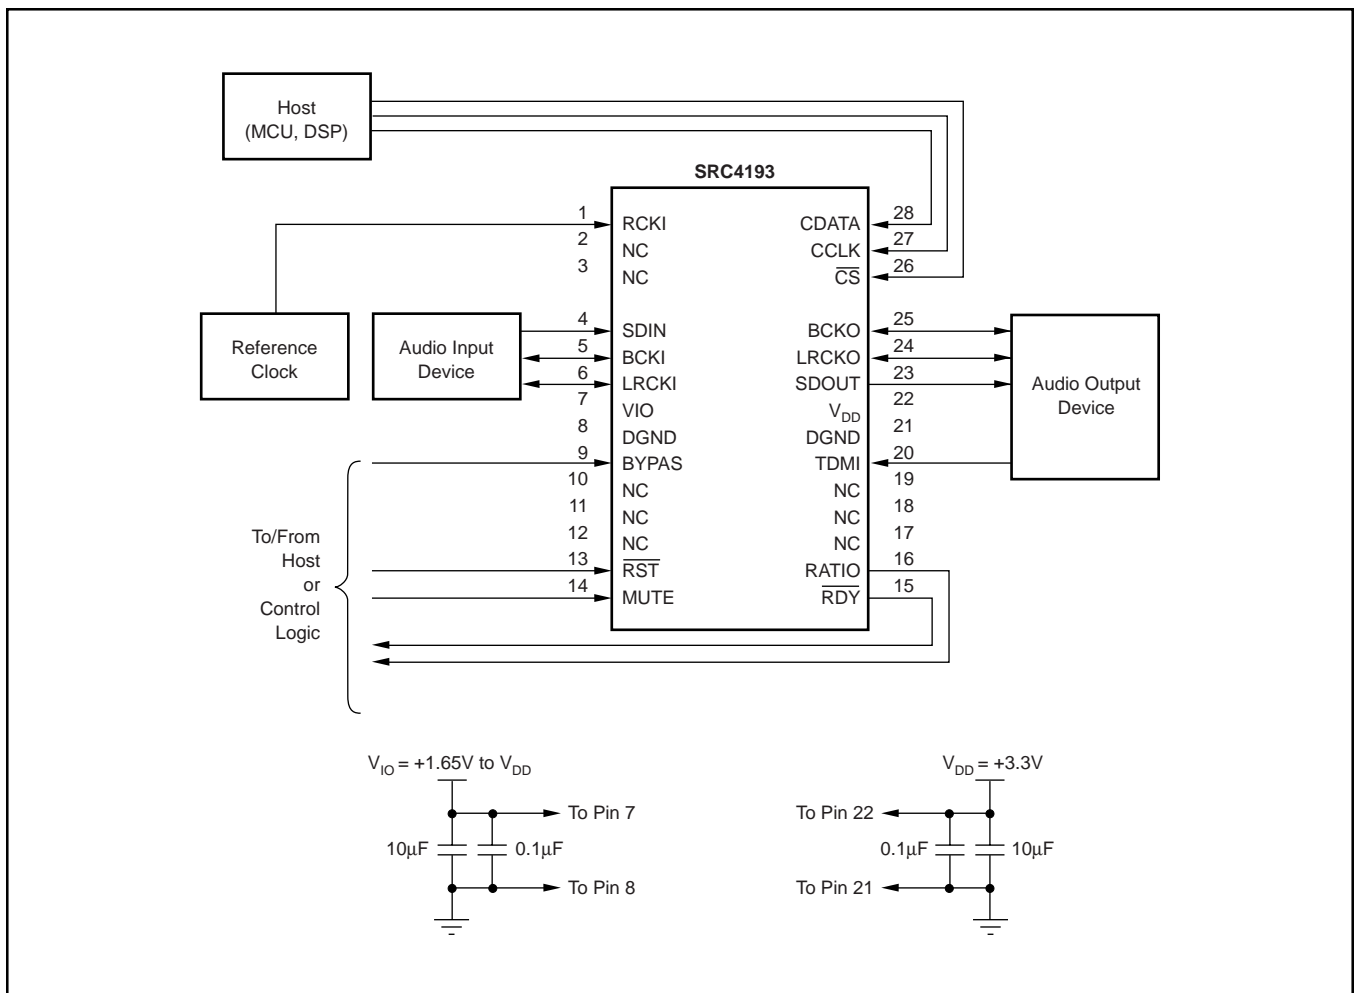 Host
(MCU, DSP)
SRC4193
1
RCKI
2
NC
3
NC
4
SDIN
5
BCKI
6
LRCKI
7
VIO
8
DGND
9
BYPAS
10
NC
11
NC
12
NC
13
RST
14
MUTE
CDATA
28
CCLK
27
CS
26
BCKO
25
LRCKO
24
SDOUT
23
VDD
22
DGND
21
TDMI
20
NC
19
NC
18
NC
17
RATIO
16
RDY
15
Reference
Clock
Audio Input
Device
Audio Output
Device
To/From
Host
or
Control
Logic
VIO = +1.65V to VDD
To Pin 7
10μF
0.1μF
To Pin 8
VDD = +3.3V
To Pin 22
0.1μF
10μF
To Pin 21